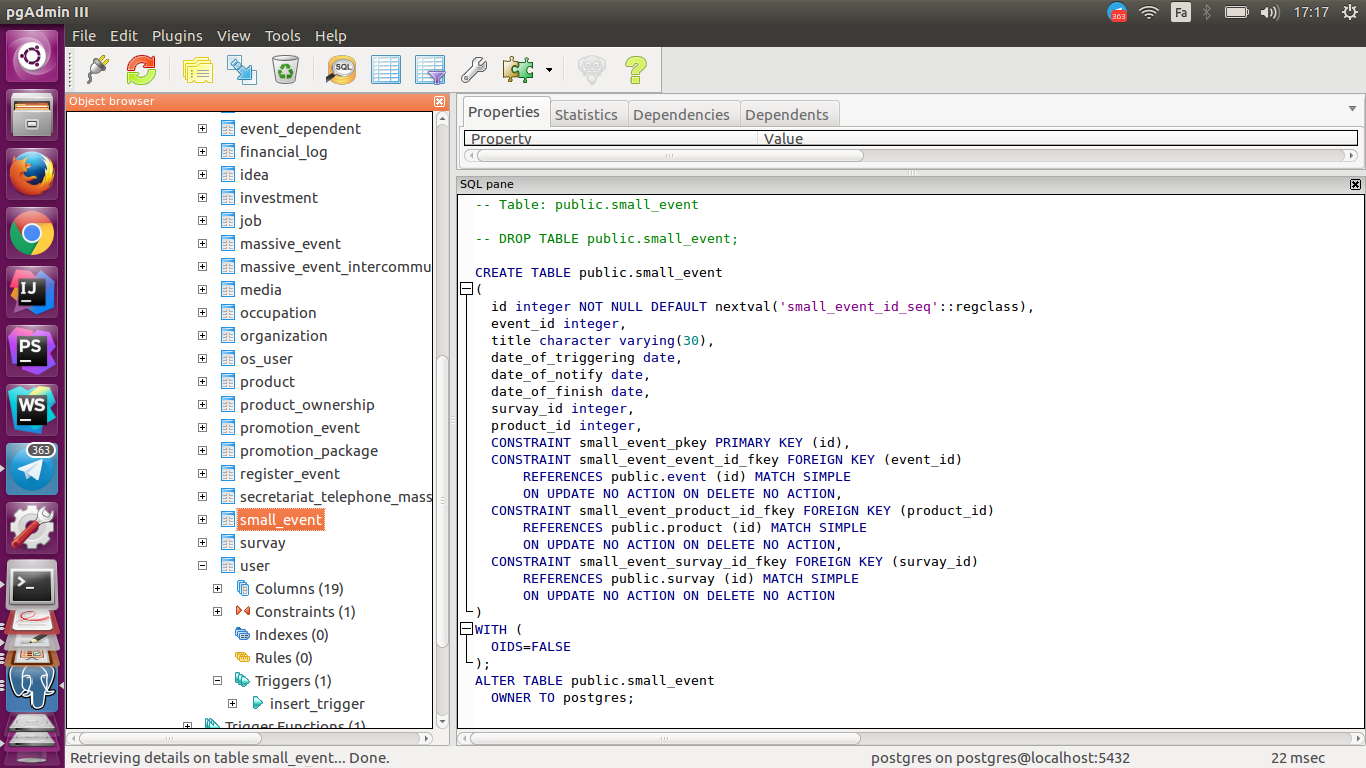 pgAdmin III
363
Fa
17:17
File Edit Plugins View Tools Help
SQL
Object browser
event_dependent
financial_log
idea
investment
job
massive_event
massive_event_intercommu
media
occupation
organization
os_user
product
product_ownership
promotion_event
promotion_package
register_event
secretariat_telephone_mass
small_event
survay
user
Columns (19)
Constraints (1)
Indexes (0)
Rules (0)
Triggers (1)
insert_trigger
Trigger Functions (1)
IJ
PS
WS
363
Properties Statistics Dependencies Dependents
Property Value
SQL pane
-- Table: public.small_event
-- DROP TABLE public.small_event;
CREATE TABLE public.small_event
(
id integer NOT NULL DEFAULT nextval('small_event_id_seq'::regclass),
event_id integer,
title character varying(30),
date_of_triggering date,
date_of_notify date,
date_of_finish date,
survay_id integer,
product_id integer,
CONSTRAINT small_event_pkey PRIMARY KEY (id),
CONSTRAINT small_event_event_id_fkey FOREIGN KEY (event_id)
REFERENCES public.event (id) MATCH SIMPLE
ON UPDATE NO ACTION ON DELETE NO ACTION,
CONSTRAINT small_event_product_id_fkey FOREIGN KEY (product_id)
REFERENCES public.product (id) MATCH SIMPLE
ON UPDATE NO ACTION ON DELETE NO ACTION,
CONSTRAINT small_event_survay_id_fkey FOREIGN KEY (survay_id)
REFERENCES public.survay (id) MATCH SIMPLE
ON UPDATE NO ACTION ON DELETE NO ACTION
)
WITH (
OIDS=FALSE
);
ALTER TABLE public.small_event
OWNER TO postgres;
Retrieving details on table small_event... Done.
postgres on postgres@localhost:5432
22 msec